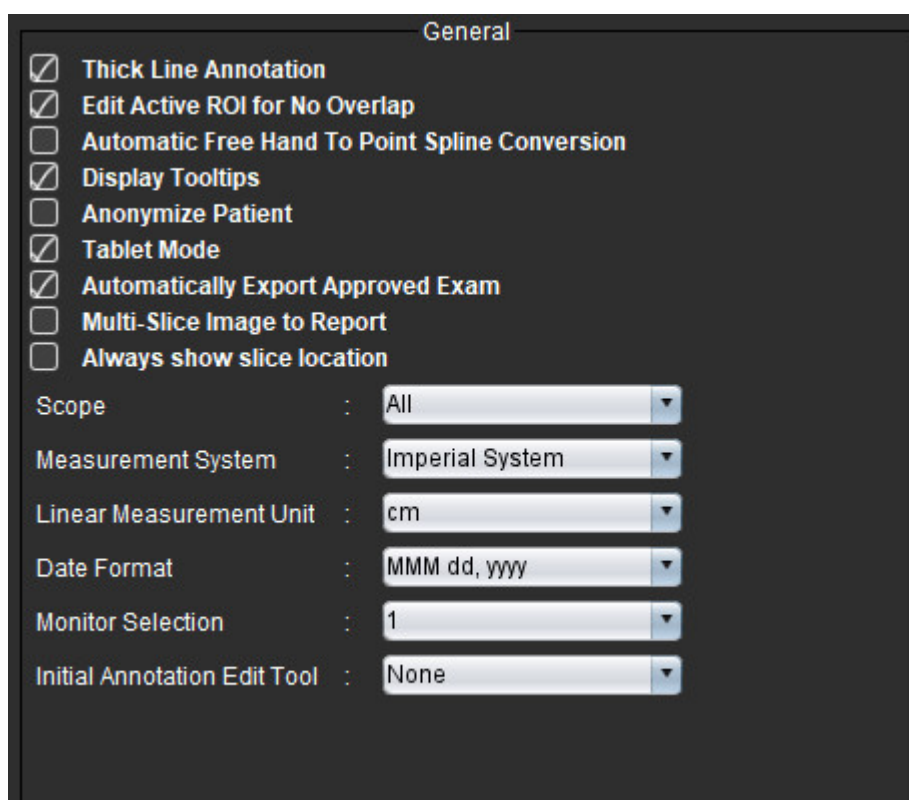 General
Thick Line Annotation
Edit Active ROI for No Overlap
Automatic Free Hand To Point Spline Conversion
Display Tooltips
Anonymize Patient
Tablet Mode
Automatically Export Approved Exam
Multi-Slice Image to Report
Always show slice location
Scope : All
Measurement System : Imperial System
Linear Measurement Unit : cm
Date Format : MMM dd, yyyy
Monitor Selection : 1
Initial Annotation Edit Tool : None